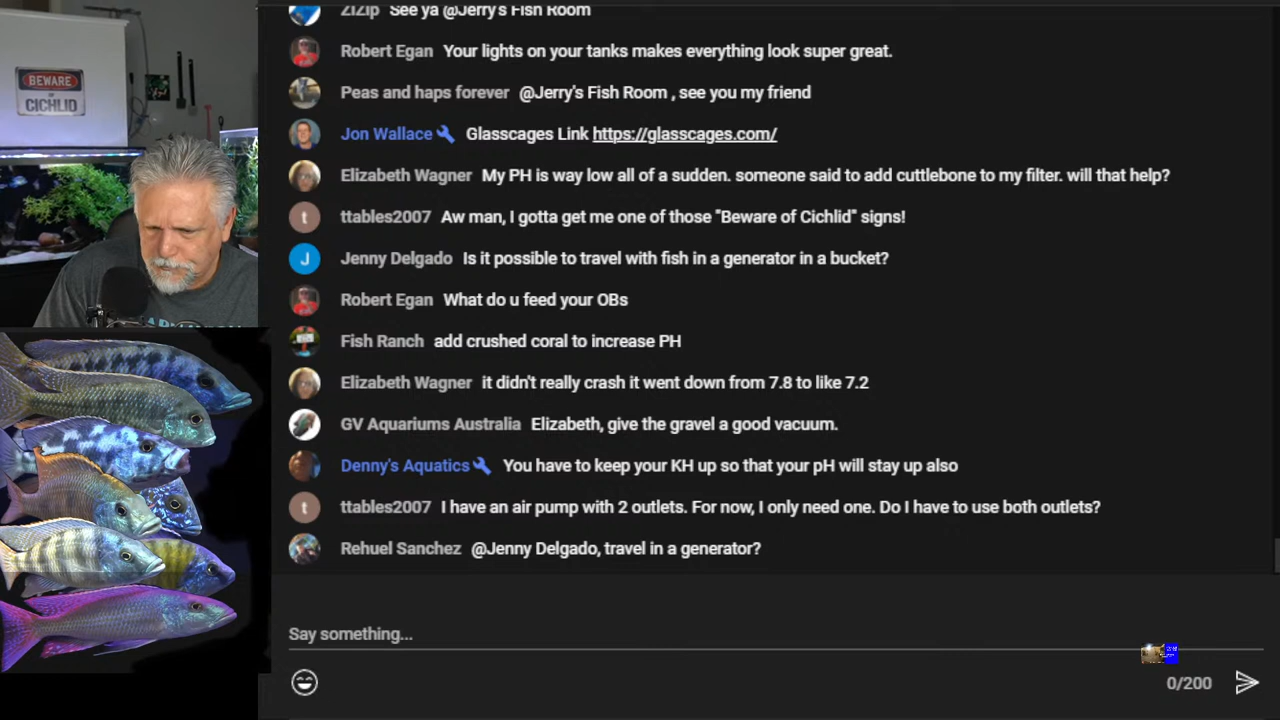 BEWARE
OF
CICHLID
ZiZip See ya @Jerry's Fish Room
Robert Egan Your lights on your tanks makes everything look super great.
Peas and haps forever @Jerry's Fish Room , see you my friend
Jon Wallace Glasscages Link https://glasscages.com/
Elizabeth Wagner My PH is way low all of a sudden. someone said to add cuttlebone to my filter. will that help?
t ttables2007 Aw man, I gotta get me one of those "Beware of Cichlid" signs!
J Jenny Delgado Is it possible to travel with fish in a generator in a bucket?
Robert Egan What do u feed your OBs
Fish Ranch add crushed coral to increase PH
Elizabeth Wagner it didn't really crash it went down from 7.8 to like 7.2
GV Aquariums Australia Elizabeth, give the gravel a good vacuum.
Denny's Aquatics You have to keep your KH up so that your pH will stay up also
t ttables2007 I have an air pump with 2 outlets. For now, I only need one. Do I have to use both outlets?
Rehuel Sanchez @Jenny Delgado, travel in a generator?
Say something...
0/200